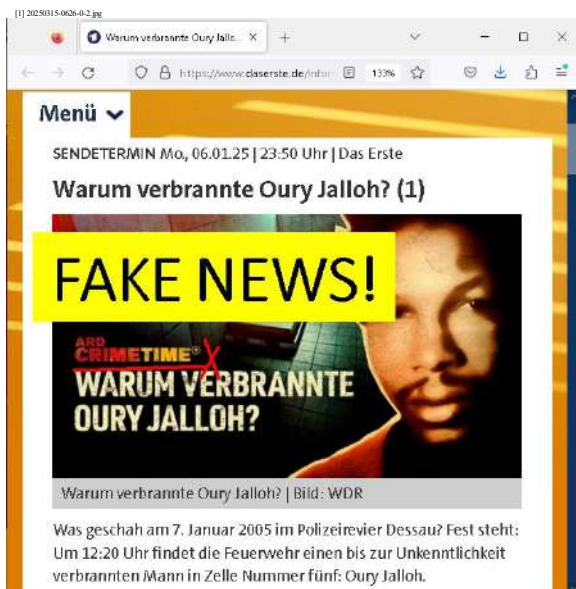 [1] 20250315-0626-0-2.jpg
Warum verbrannte Oury Jallo… X +
https://www.daserste.de/infor 133%
Menü
SENDETERMIN Mo., 06.01.25 | 23:50 Uhr | Das Erste
Warum verbrannte Oury Jalloh? (1)
FAKE NEWS!
ARD
CRIMETIME® X
WARUM VERBRANNTE
OURY JALLOH?
Warum verbrannte Oury Jalloh? | Bild: WDR
Was geschah am 7. Januar 2005 im Polizeirevier Dessau? Fest steht:
Um 12:20 Uhr findet die Feuerwehr einen bis zur Unkenntlichkeit
verbrannten Mann in Zelle Nummer fünf: Oury Jalloh.